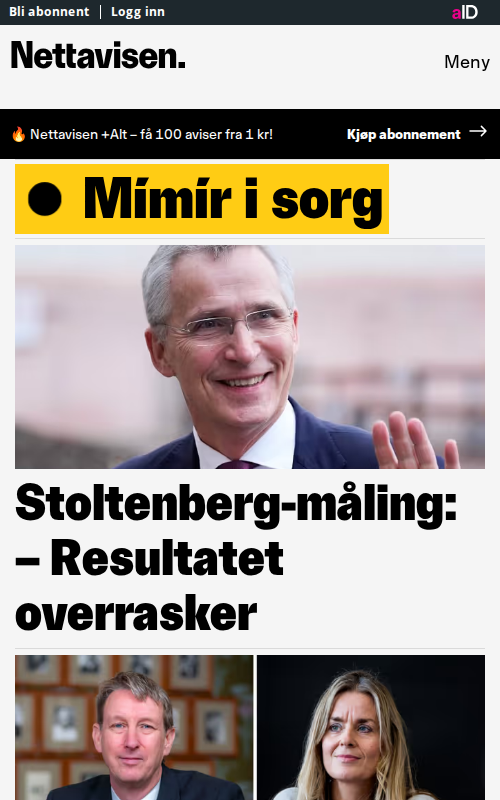 Bli abonnent | Logg inn
aID
Nettavisen.
Meny
🔥 Nettavisen +Alt – få 100 aviser fra 1 kr!
Kjøp abonnement →
● Mímír i sorg
Stoltenberg-måling:
– Resultatet
overrasker